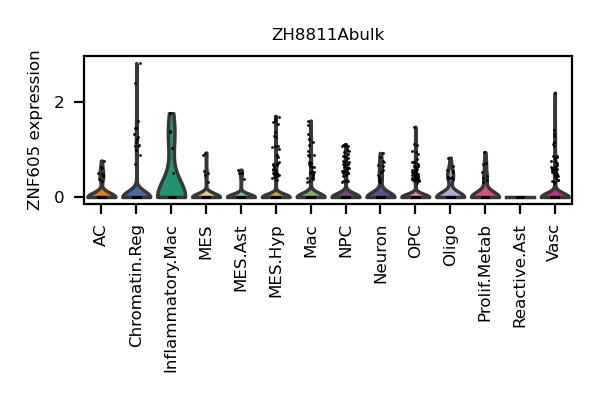 ZH8811Abulk
ZNF605 expression
2
0
AC
Chromatin.Reg
Inflammatory.Mac
MES
MES.Ast
MES.Hyp
Mac
NPC
Neuron
OPC
Oligo
Prolif.Metab
Reactive.Ast
Vasc